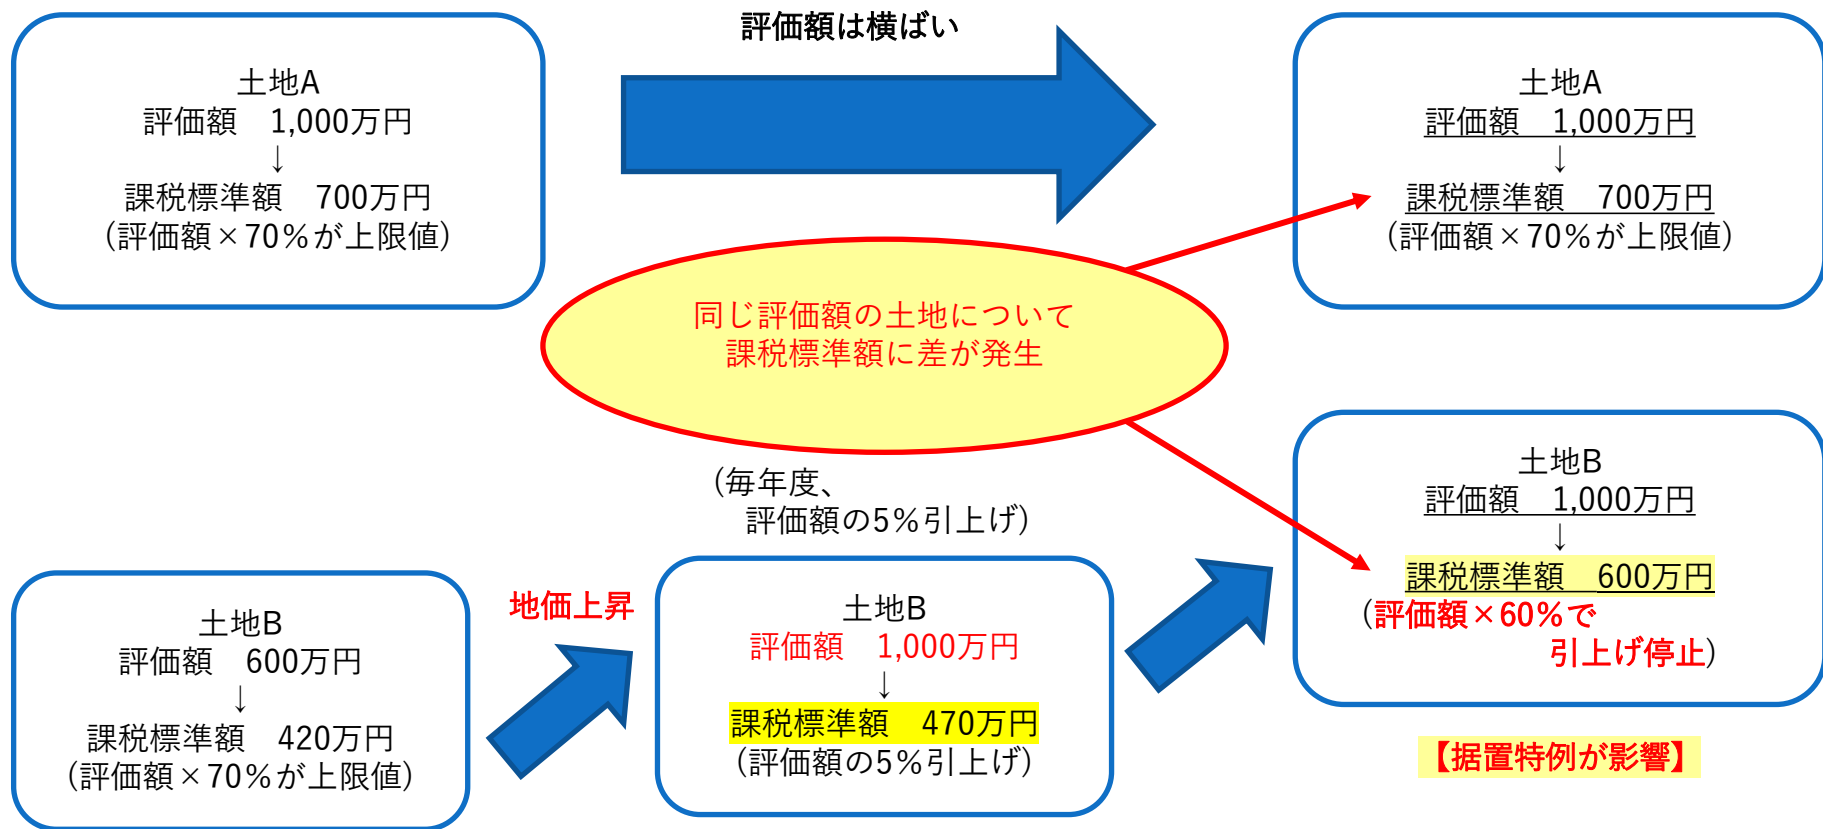 評価額は横ばい
土地A
評価額　1,000万円
↓
課税標準額　700万円
（評価額×70％が上限値）
土地A
評価額　1,000万円
↓
課税標準額　700万円
（評価額×70％が上限値）
同じ評価額の土地について
課税標準額に差が発生
（毎年度、
評価額の5％引上げ）
土地B
評価額　600万円
↓
課税標準額　420万円
（評価額×70％が上限値）
地価上昇
土地B
評価額　1,000万円
↓
課税標準額　470万円
（評価額の5％引上げ）
土地B
評価額　1,000万円
↓
課税標準額　600万円
（評価額×60％で
引上げ停止）
【据置特例が影響】